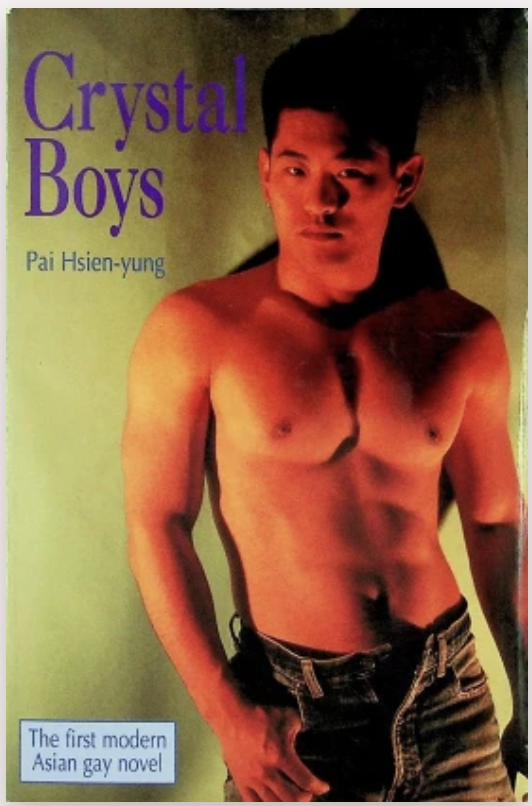 Crystal
Boys
Pai Hsien-yung
The first modern
Asian gay novel